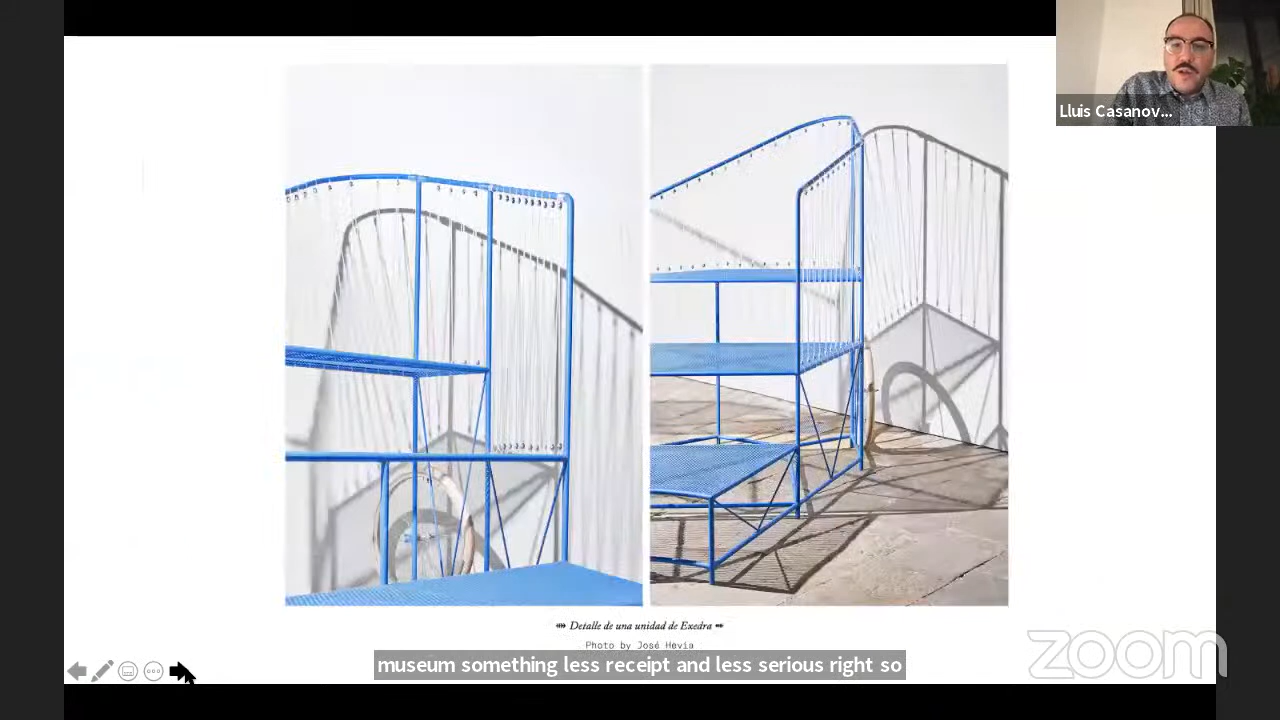 Lluis Casanov...
⇴ Detalle de una unidad de Exedra ⬴
Photo by José Hevia
museum something less receipt and less serious right so
zoom